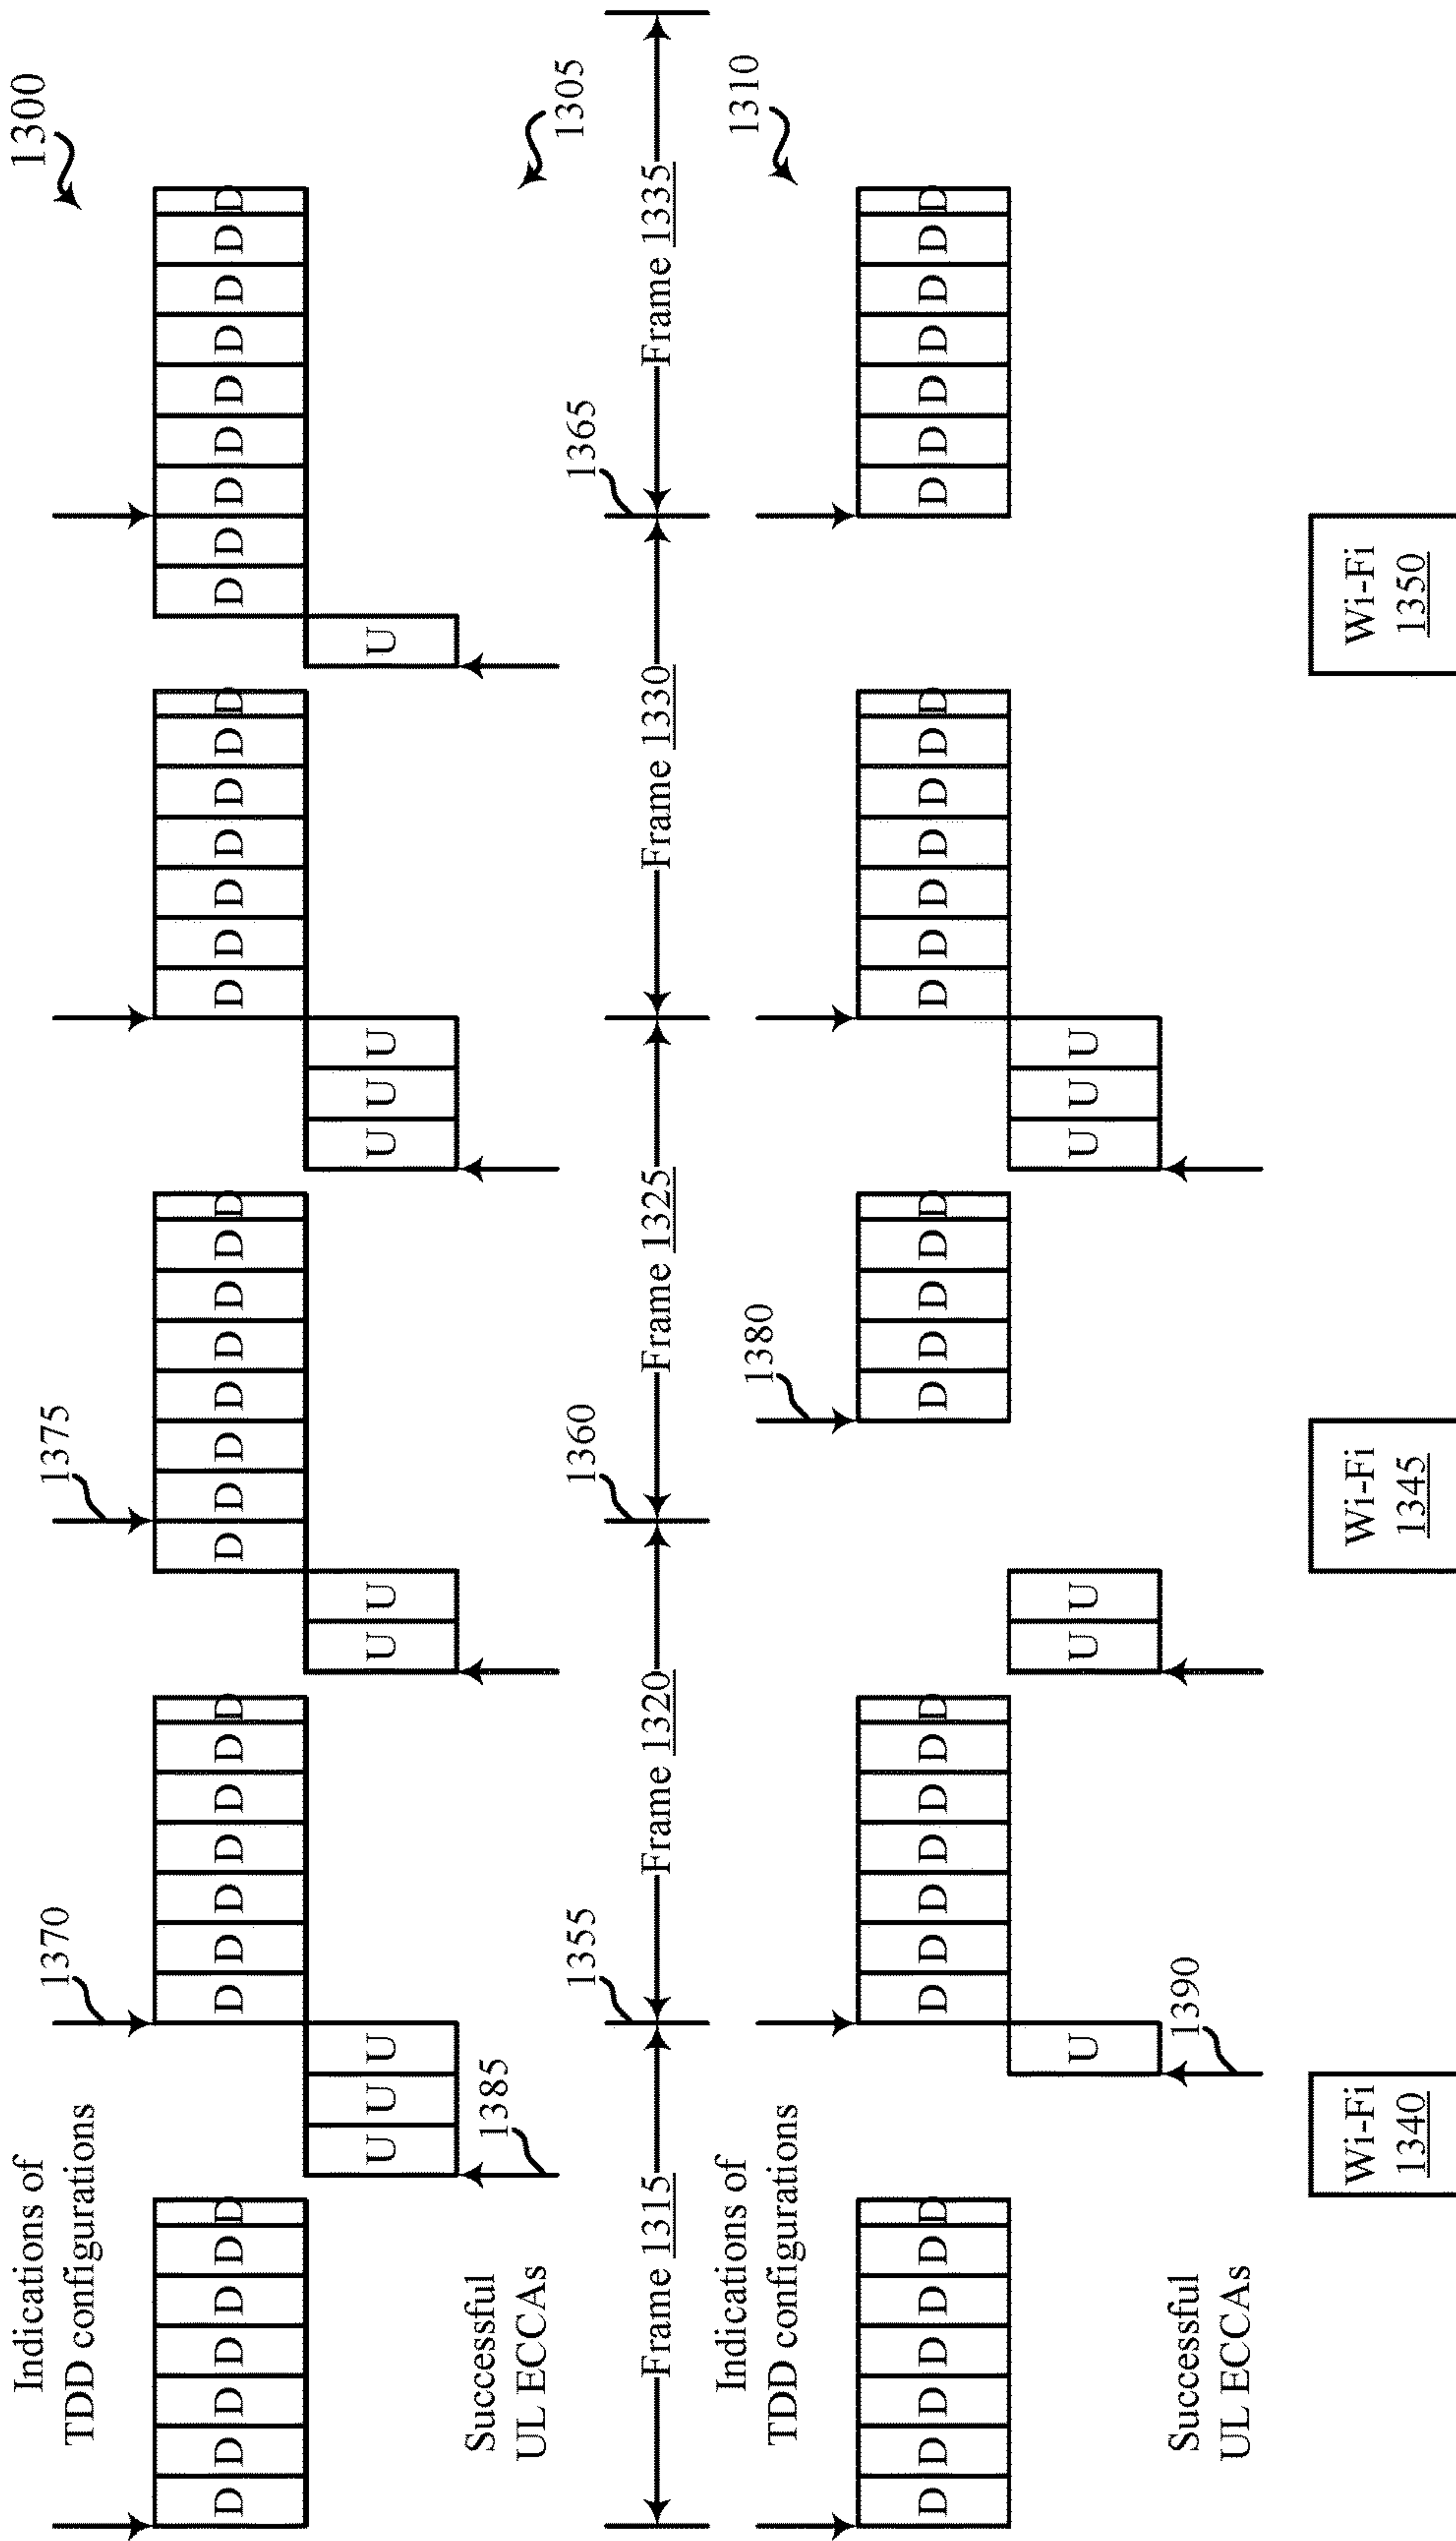 1300
Indications of
TDD configurations
1370
1375
D D D D D D D
D D D D D D D
D D D D D D D D
D D D D D D D
D D D D D D D D D
U U U
U U
U U U
U
Successful
UL ECCAs
1385
1305
1355
1360
1365
Frame 1315
Frame 1320
Frame 1325
Frame 1330
Frame 1335
Indications of
TDD configurations
1380
1310
D D D D D D D
D D D D D D D
D D D D D
D D D D D D D
D D D D D D D
U
U U
U U U
Successful
UL ECCAs
1390
Wi-Fi
1340
Wi-Fi
1345
Wi-Fi
1350